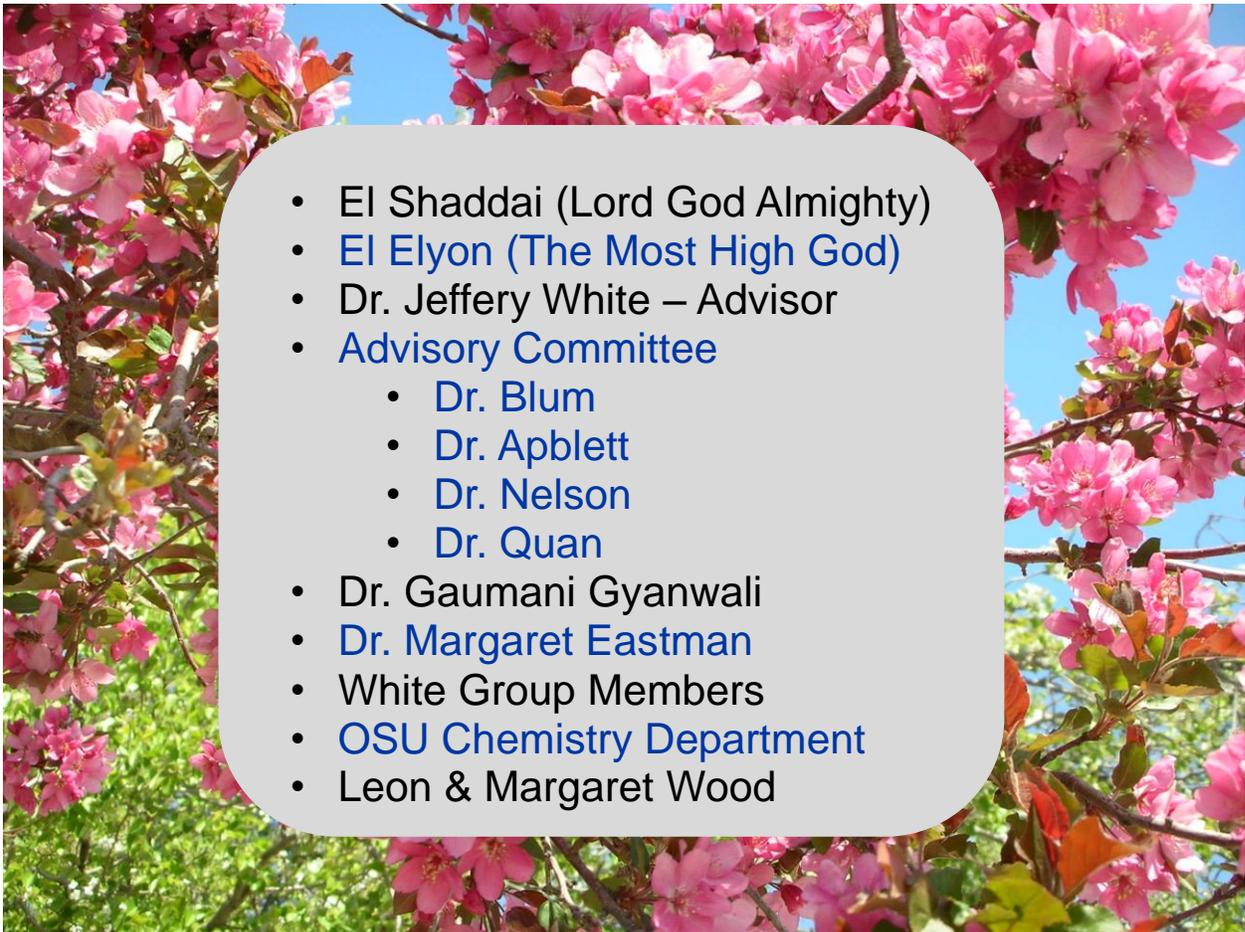 • El Shaddai (Lord God Almighty)
• El Elyon (The Most High God)
• Dr. Jeffery White – Advisor
• Advisory Committee
• Dr. Blum
• Dr. Apblett
• Dr. Nelson
• Dr. Quan
• Dr. Gaumani Gyanwali
• Dr. Margaret Eastman
• White Group Members
• OSU Chemistry Department
• Leon & Margaret Wood